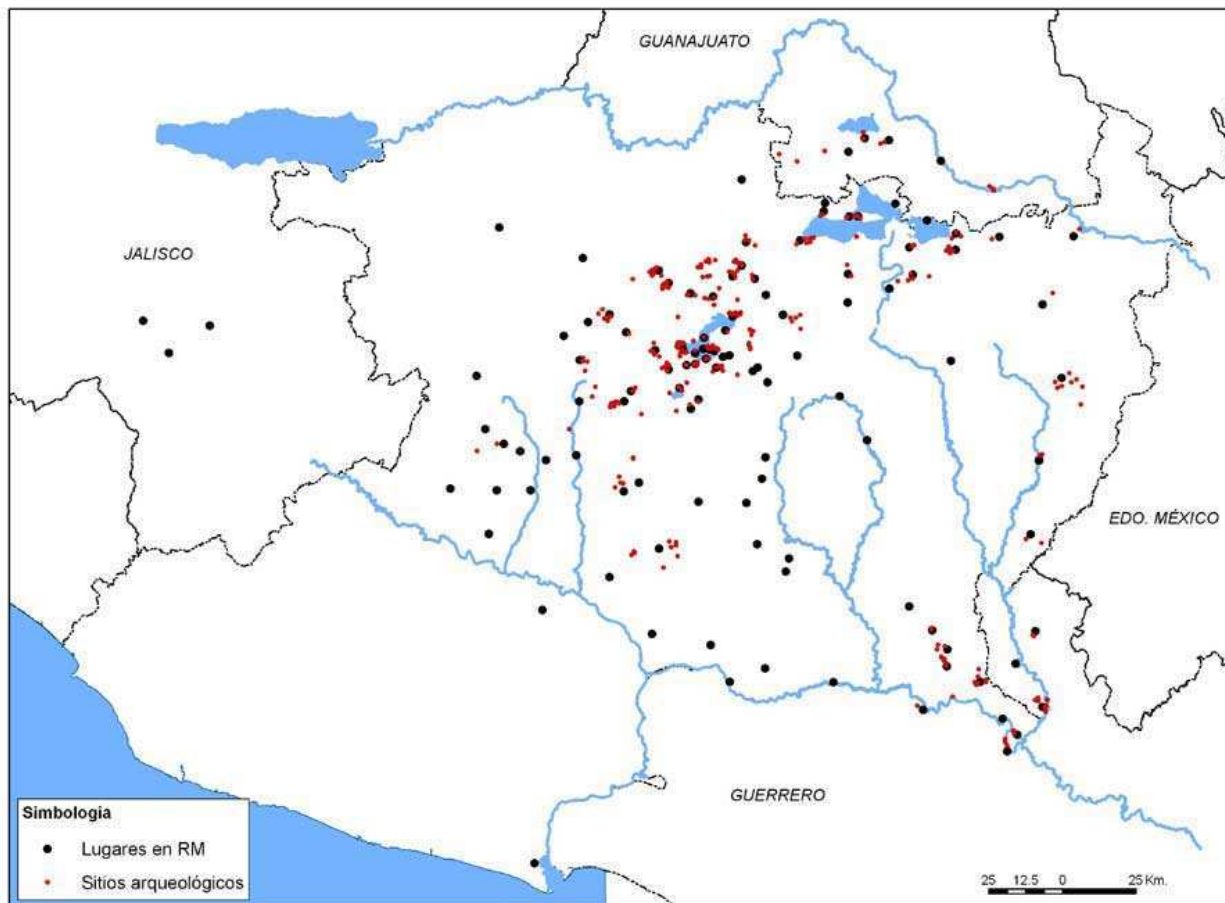 GUANAJUATO
JALISCO
EDO. MÉXICO
GUERRERO
Simbología
Lugares en RM
Sitios arqueológicos
25 12.5 0 25 Km.